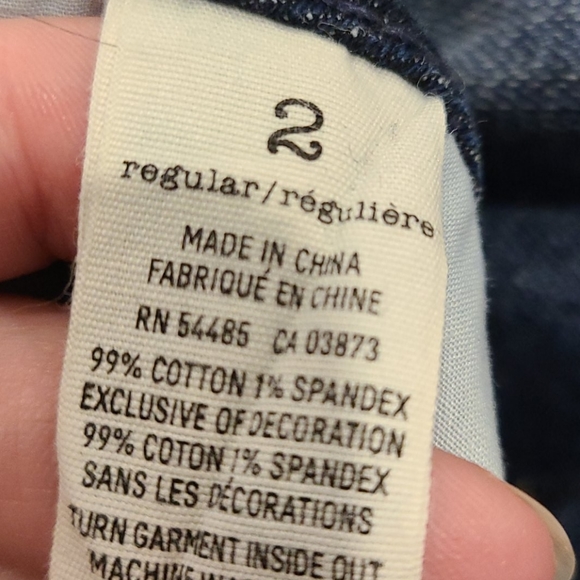 2
regular/régulière
MADE IN CHINA
FABRIQUÉ EN CHINE
RN 54485 CA 03873
99% COTTON 1% SPANDEX
EXCLUSIVE OF DECORATION
99% COTON 1% SPANDEX
SANS LES DÉCORATIONS
TURN GARMENT INSIDE OUT
MACHINE